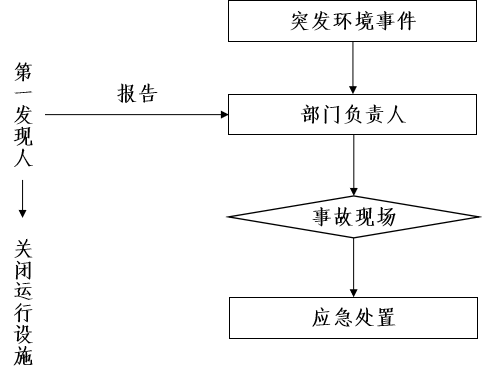 突发环境事件
第一发现人
报告
部门负责人
事故现场
关闭运行设施
应急处置